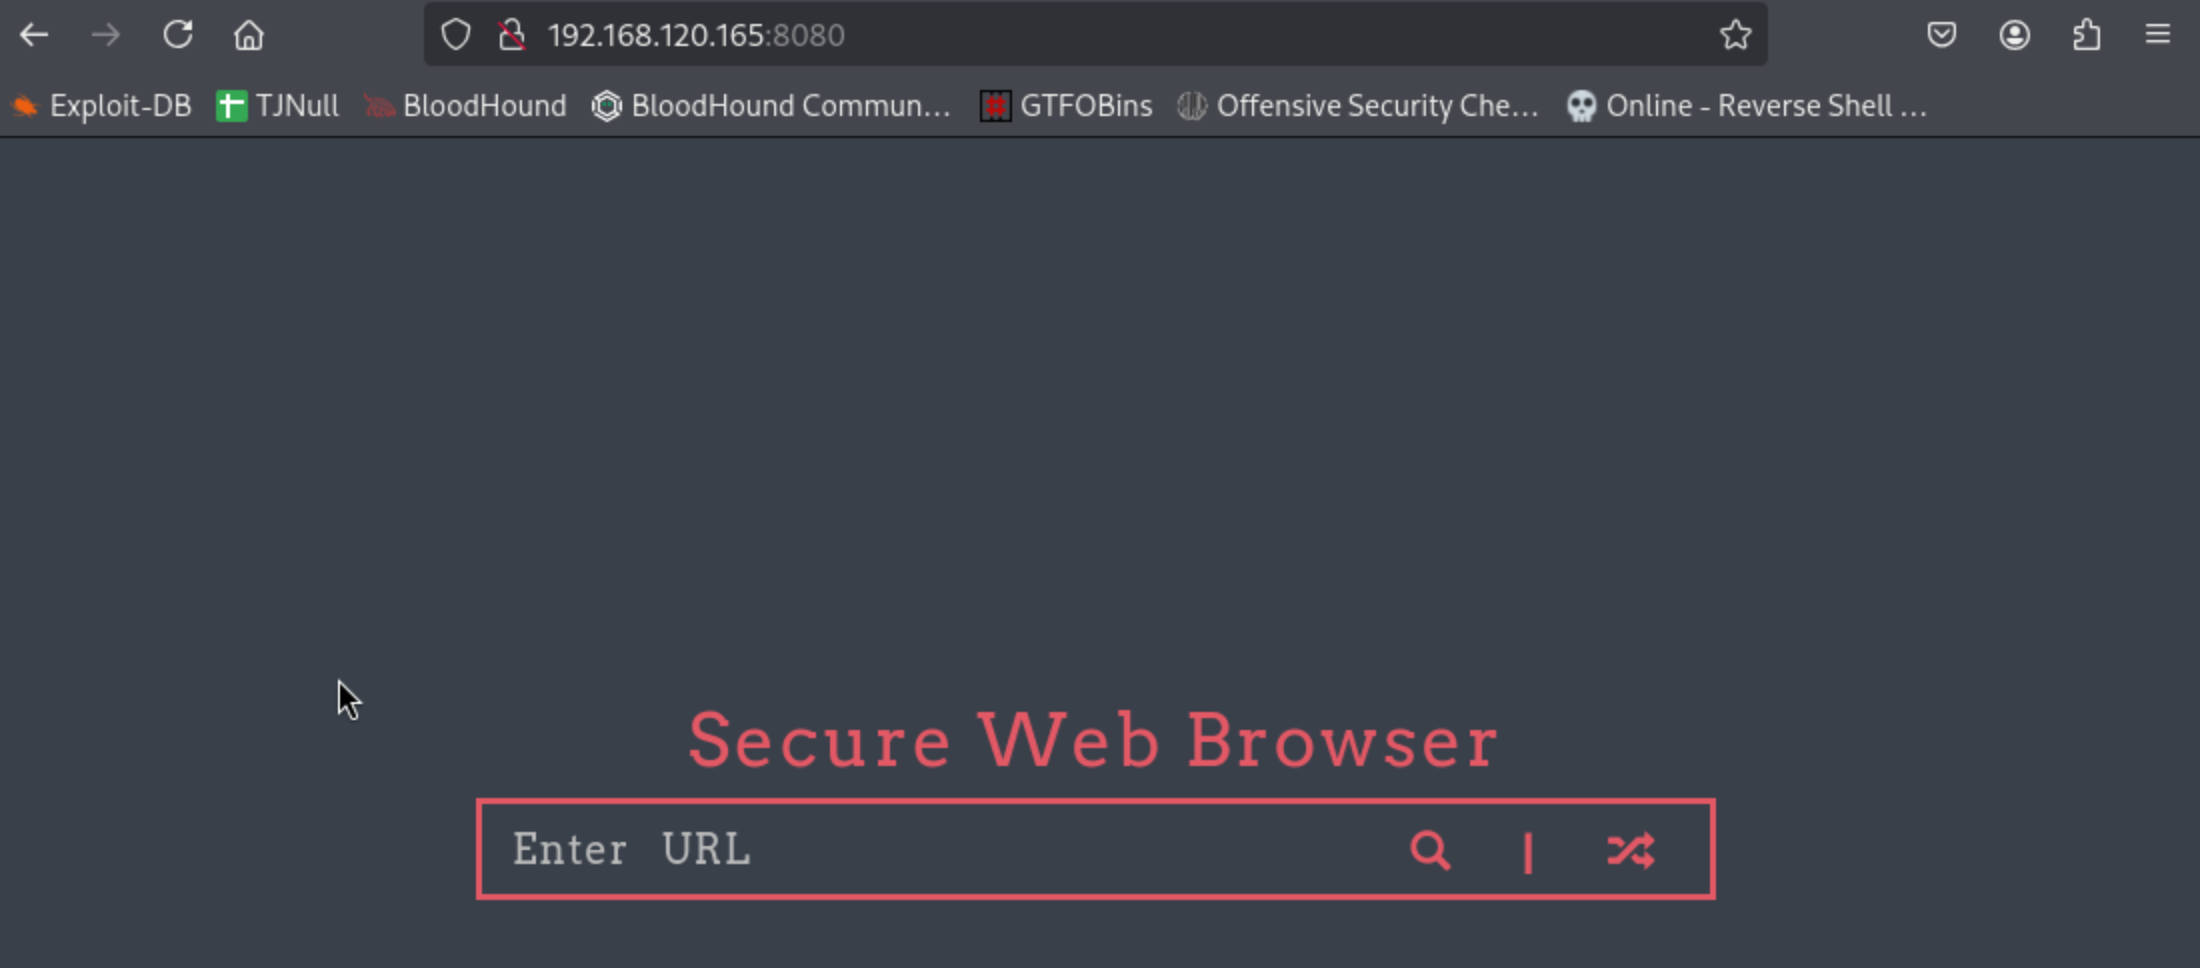 192.168.120.165:8080
Exploit-DB TJNull BloodHound BloodHound Commun... GTFOBins Offensive Security Che... Online - Reverse Shell ...
Secure Web Browser
Enter URL